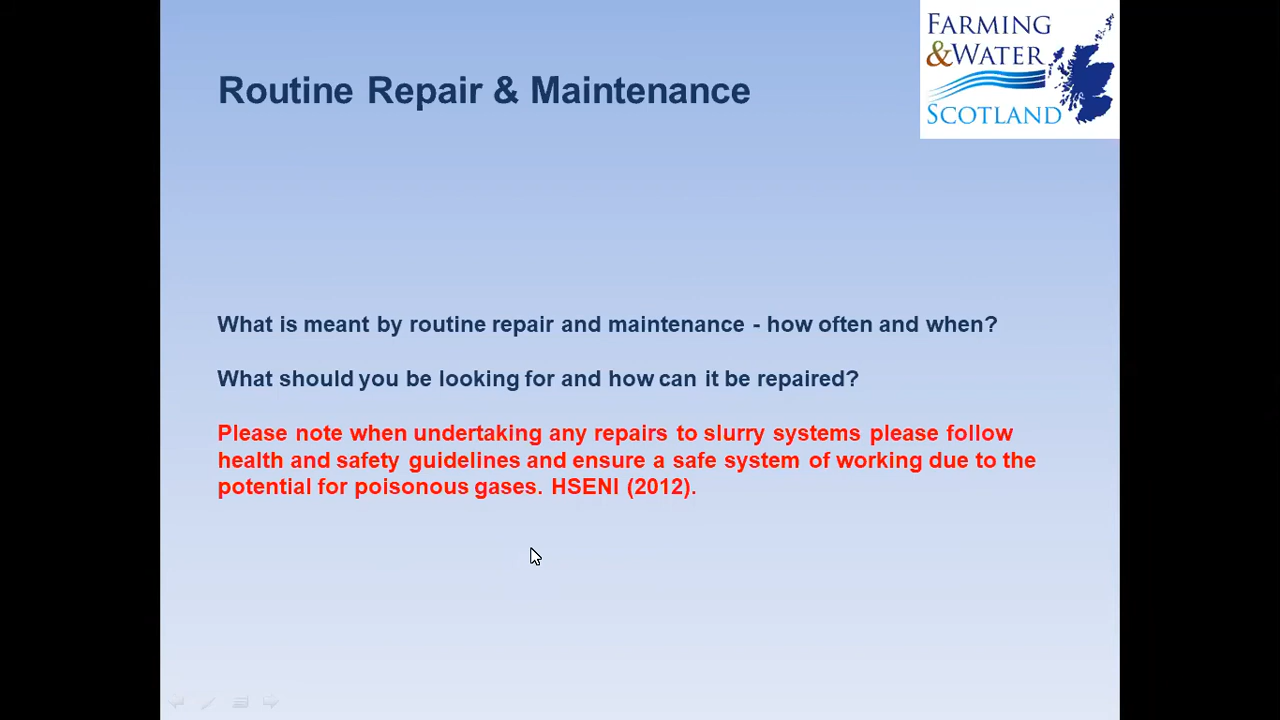 FARMING
&WATER
SCOTLAND
Routine Repair & Maintenance
What is meant by routine repair and maintenance - how often and when?
What should you be looking for and how can it be repaired?
Please note when undertaking any repairs to slurry systems please follow
health and safety guidelines and ensure a safe system of working due to the
potential for poisonous gases. HSENI (2012).